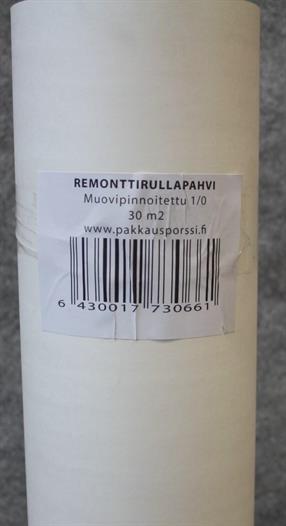 REMONTTIRULLAPAHVI
Muovipinnoitettu 1/0
30 m2
www.pakkausporssi.fi
6 430017 730661